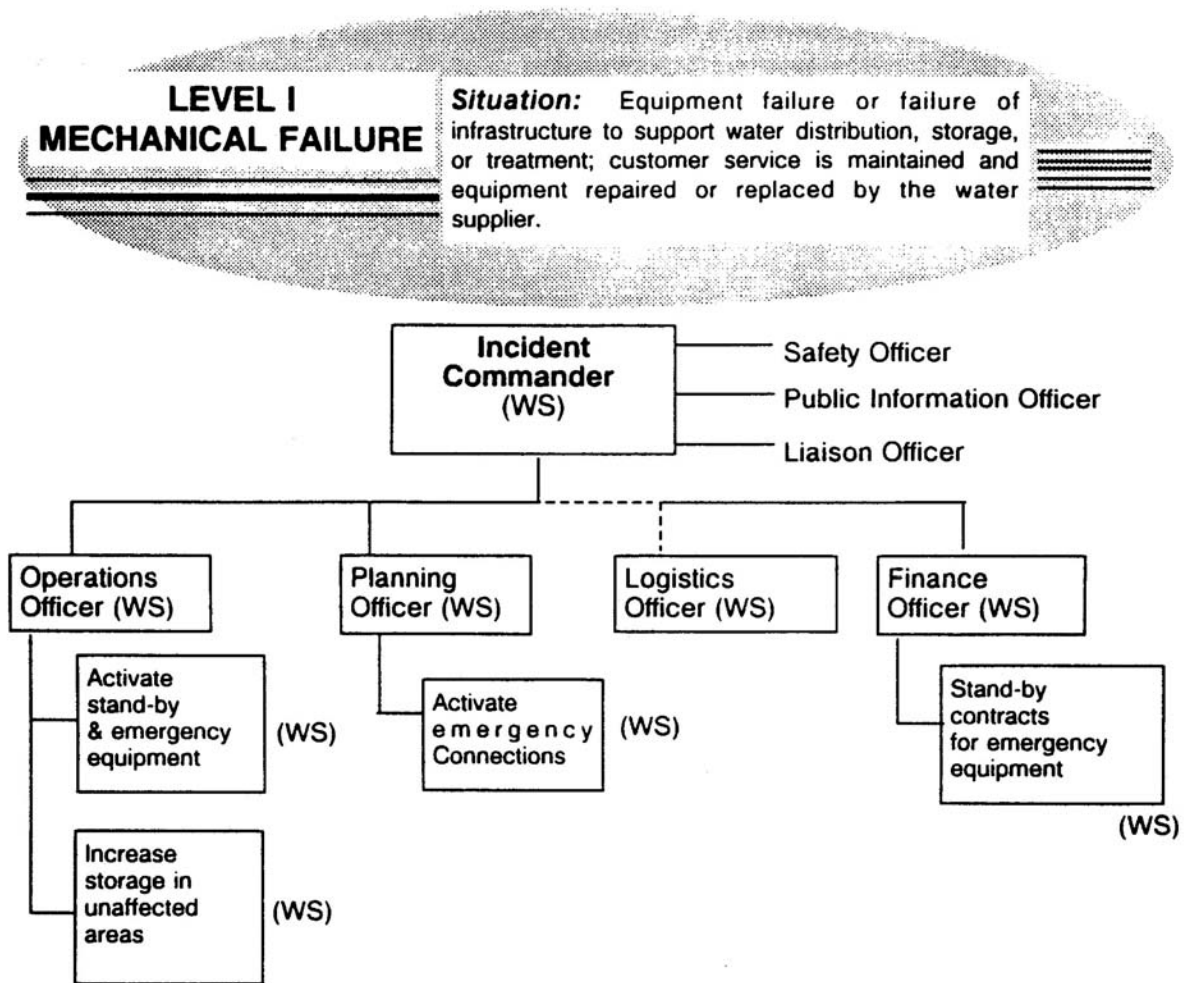 LEVEL I
MECHANICAL FAILURE
Situation: Equipment failure or failure of
infrastructure to support water distribution, storage,
or treatment; customer service is maintained and
equipment repaired or replaced by the water
supplier.
Incident
Commander
(WS)
Safety Officer
Public Information Officer
Liaison Officer
Operations
Officer (WS)
Planning
Officer (WS)
Logistics
Officer (WS)
Finance
Officer (WS)
Activate
stand-by
& emergency
equipment
(WS)
Activate
emergency
Connections
(WS)
Stand-by
contracts
for emergency
equipment
(WS)
Increase
storage in
unaffected
areas
(WS)